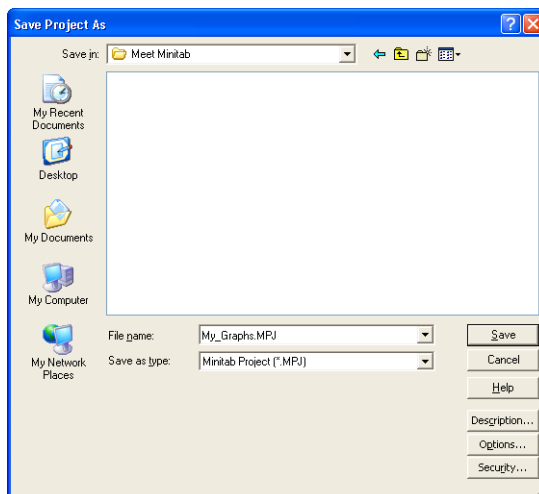 Save Project As
Save in: Meet Minitab
My Recent
Documents
Desktop
My Documents
My Computer
My Network
Places
File name: My_Graphs.MPJ Save
Save as type: Minitab Project (*.MPJ) Cancel
Help
Description...
Options...
Security...